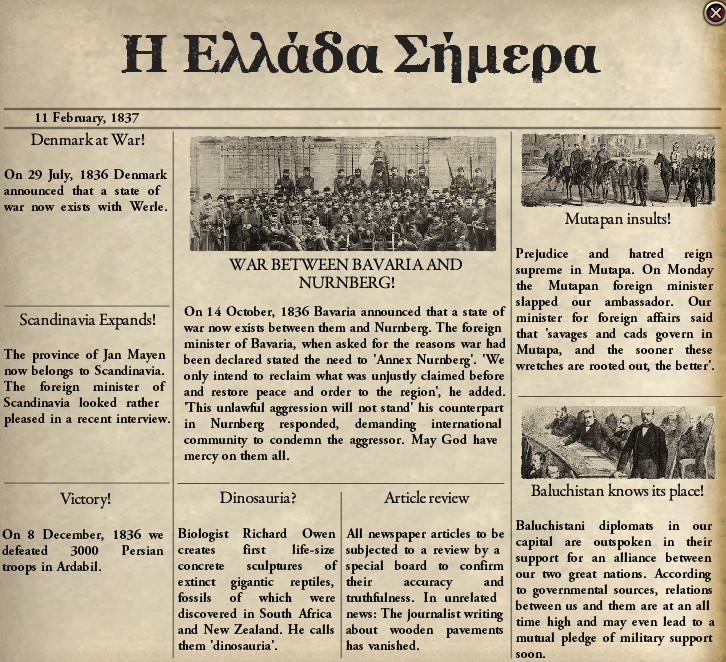 Η Ελλάδα Σήμερα
11 February, 1837
Denmark at War!
On 29 July, 1836 Denmark
announced that a state of
war now exists with Werle.
Scandinavia Expands!
The province of Jan Mayen
now belongs to Scandinavia.
The foreign minister of
Scandinavia looked rather
pleased in a recent interview.
Victory!
On 8 December, 1836 we
defeated 3000 Persian
troops in Ardabil.
WAR BETWEEN BAVARIA AND
NURNBERG!
On 14 October, 1836 Bavaria announced that a state of
war now exists between them and Nurnberg. The foreign
minister of Bavaria, when asked for the reasons war had
been declared stated the need to 'Annex Nurnberg'. 'We
only intend to reclaim what was unjustly claimed before
and restore peace and order to the region', he added.
'This unlawful aggression will not stand' his counterpart
in Nurnberg responded, demanding international
community to condemn the aggressor. May God have
mercy on them all.
Dinosauria?
Biologist Richard Owen
creates first life-size
concrete sculptures of
extinct gigantic reptiles,
fossils of which were
discovered in South Africa
and New Zealand. He calls
them 'dinosauria'.
Article review
All newspaper articles to be
subjected to a review by a
special board to confirm
their accuracy and
truthfulness. In unrelated
news: The journalist writing
about wooden pavements
has vanished.
Mutapan insults!
Prejudice and hatred reign
supreme in Mutapa. On Monday
the Mutapan foreign minister
slapped our ambassador. Our
minister for foreign affairs said
that 'savages and cads govern in
Mutapa, and the sooner these
wretches are rooted out, the better'.
Baluchistan knows its place!
Baluchistani diplomats in our
capital are outspoken in their
support for an alliance between
our two great nations. According
to governmental sources, relations
between us and them are at an all
time high and may even lead to a
mutual pledge of military support
soon.